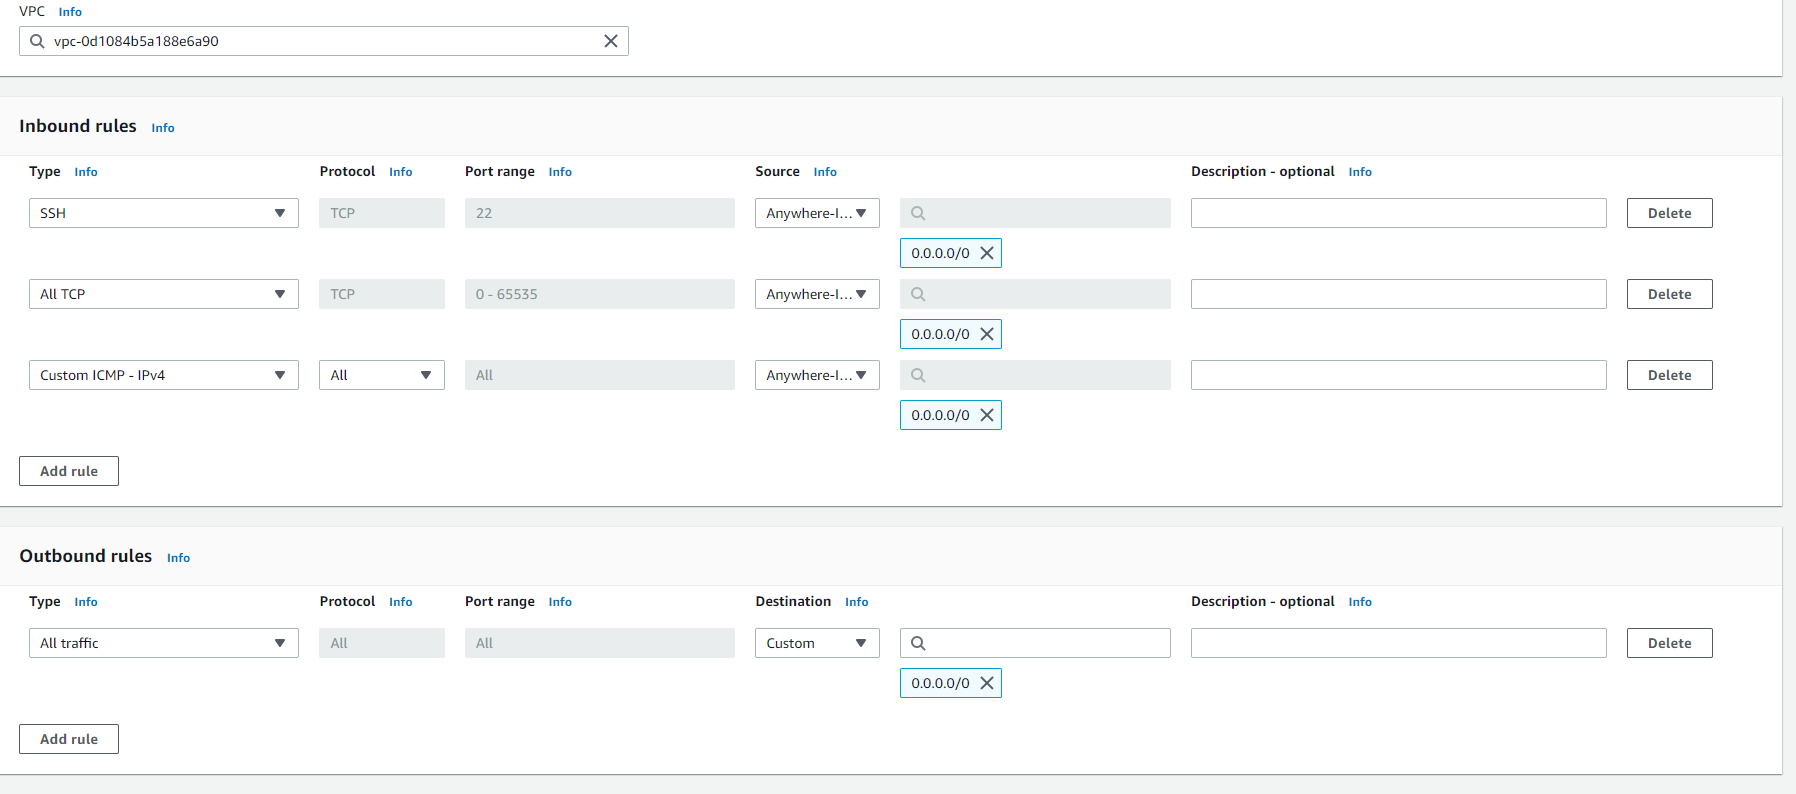 VPC Info
vpc-0d1084b5a188e6a90
Inbound rules Info
Type Info Protocol Info Port range Info Source Info Description - optional Info
SSH TCP 22 Anywhere-I... Delete
0.0.0.0/0
All TCP TCP 0 - 65535 Anywhere-I... Delete
0.0.0.0/0
Custom ICMP - IPv4 All All Anywhere-I... Delete
0.0.0.0/0
Add rule
Outbound rules Info
Type Info Protocol Info Port range Info Destination Info Description - optional Info
All traffic All All Custom Delete
0.0.0.0/0
Add rule